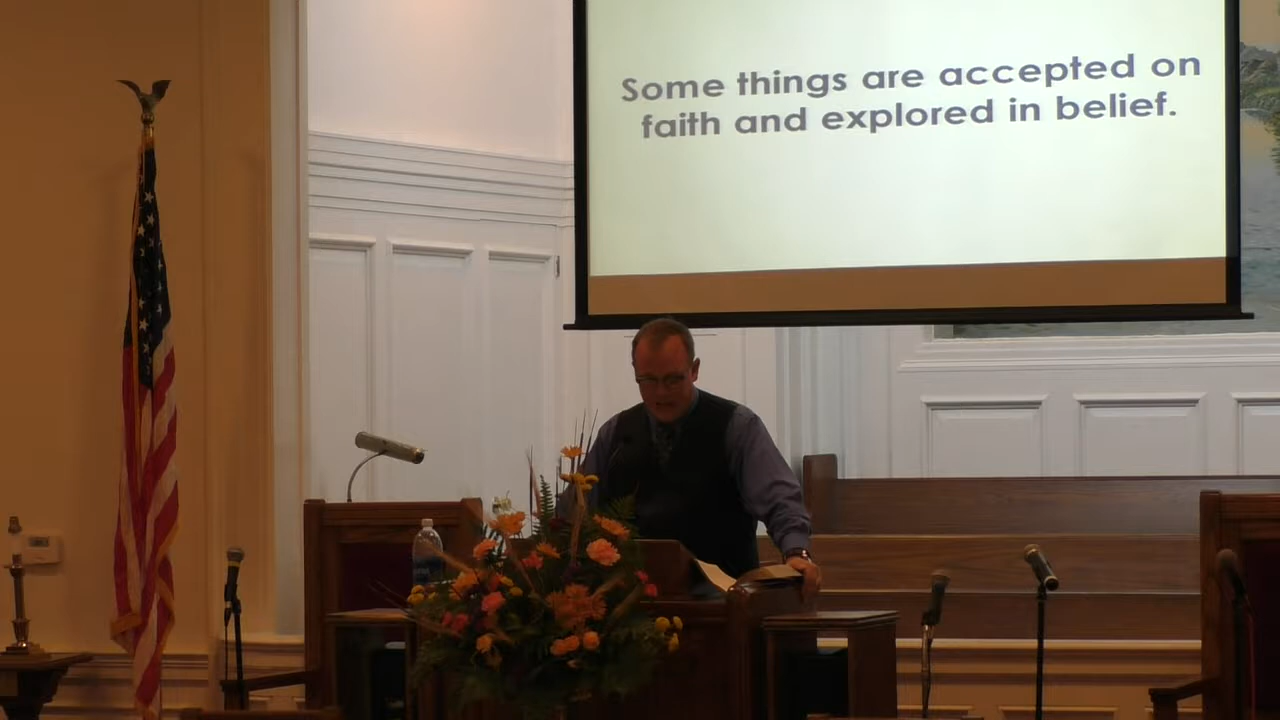 Some things are accepted on
faith and explored in belief.